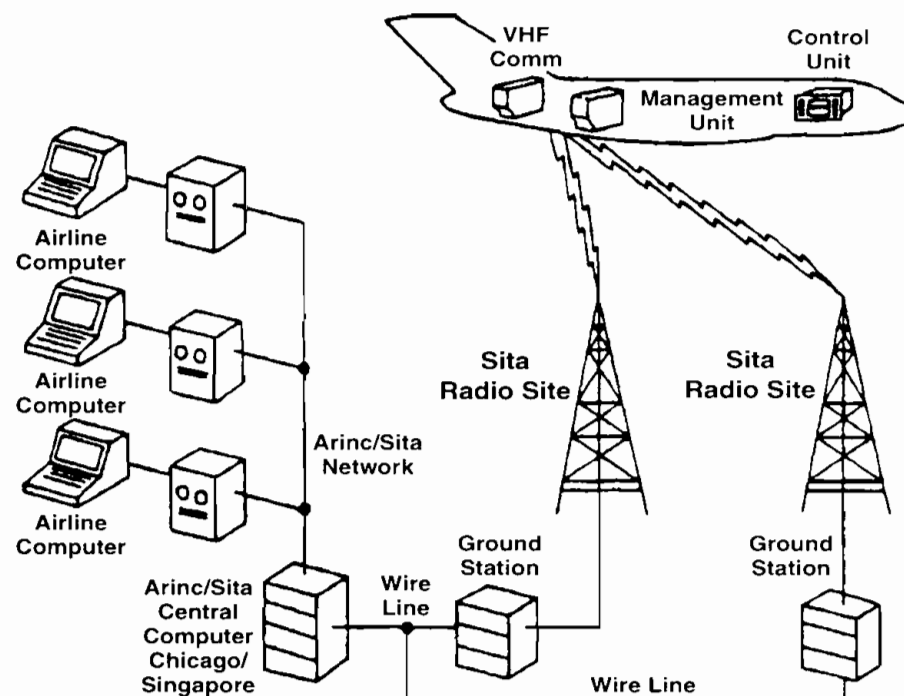 VHF
Comm
Control
Unit
Management
Unit
Airline
Computer
Airline
Computer
Airline
Computer
Arinc/Sita
Network
Sita
Radio Site
Sita
Radio Site
Ground
Station
Ground
Station
Arinc/Sita
Central
Computer
Chicago/
Singapore
Wire
Line
Wire Line